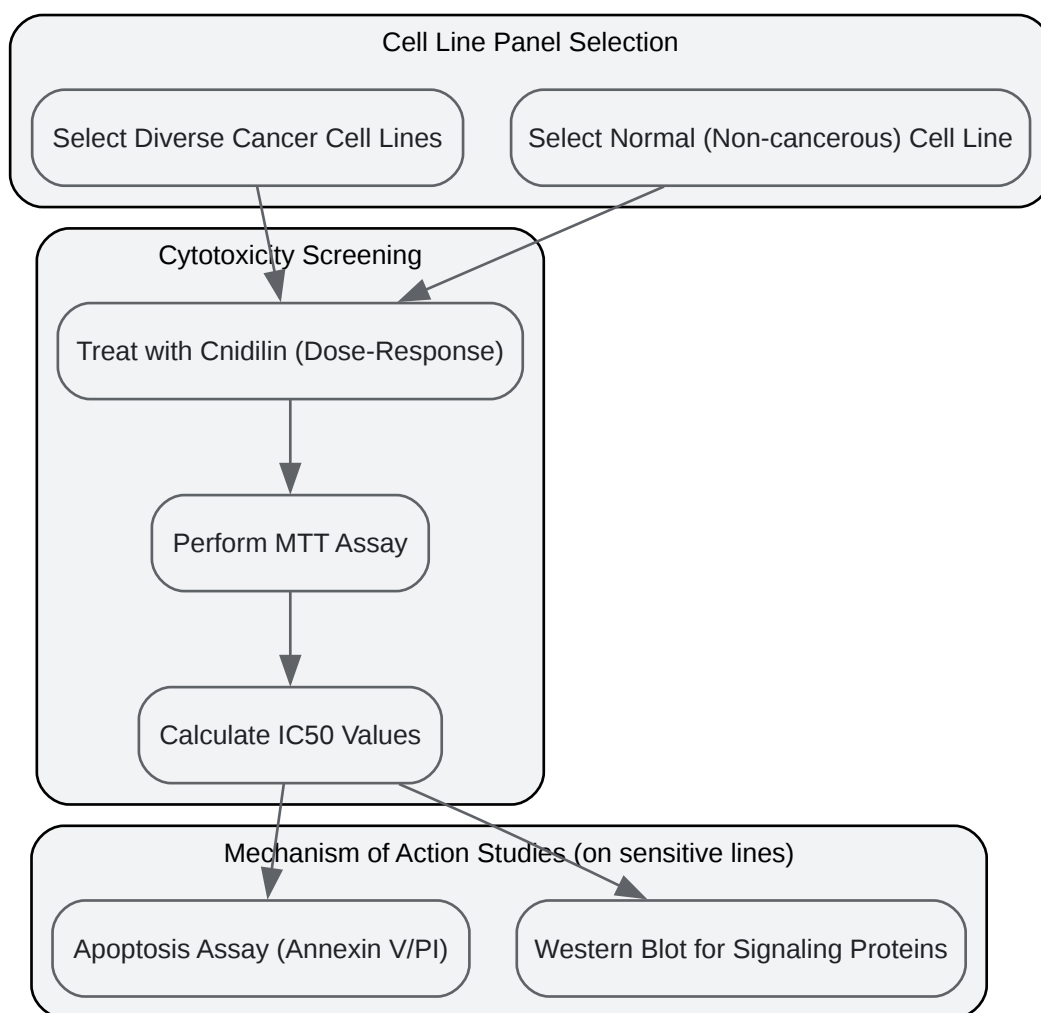 Cell Line Panel Selection
Select Diverse Cancer Cell Lines
Select Normal (Non-cancerous) Cell Line
Cytotoxicity Screening
Treat with Cnidilin (Dose-Response)
Perform MTT Assay
Calculate IC50 Values
Mechanism of Action Studies (on sensitive lines)
Apoptosis Assay (Annexin V/PI)
Western Blot for Signaling Proteins